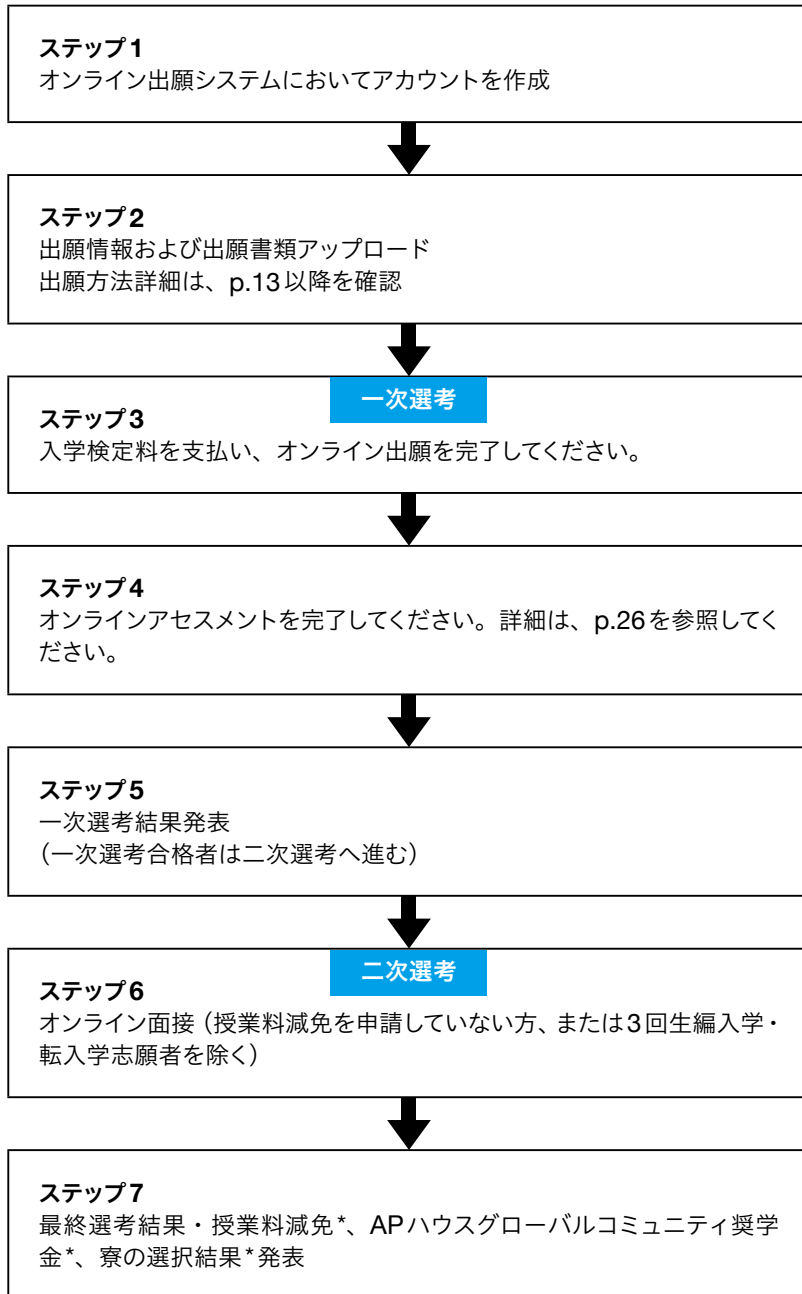 ステップ1
オンライン出願システムにおいてアカウントを作成
ステップ2
出願情報および出願書類アップロード
出願方法詳細は、p.13以降を確認
一次選考
ステップ3
入学検定料を支払い、オンライン出願を完了してください。
ステップ4
オンラインアセスメントを完了してください。詳細は、p.26を参照してく
ださい。
ステップ5
一次選考結果発表
（一次選考合格者は二次選考へ進む）
二次選考
ステップ6
オンライン面接（授業料減免を申請していない方、または3回生編入学・
転入学志願者を除く）
ステップ7
最終選考結果・授業料減免*、APハウスグローバルコミュニティ奨学
金*、寮の選択結果*発表